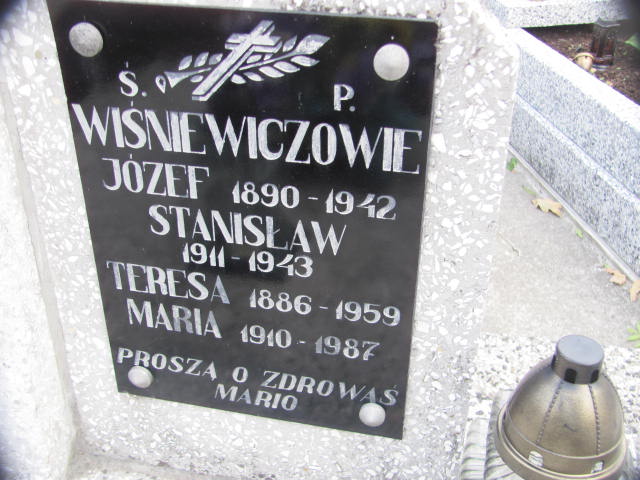 Ś. P.
WIŚNIEWICZOWIE
JÓZEF 1890 - 1942
STANISŁAW
1911 - 1943
TERESA 1886 - 1959
MARIA 1910 - 1987
PROSZĄ O ZDROWAŚ
MARIO